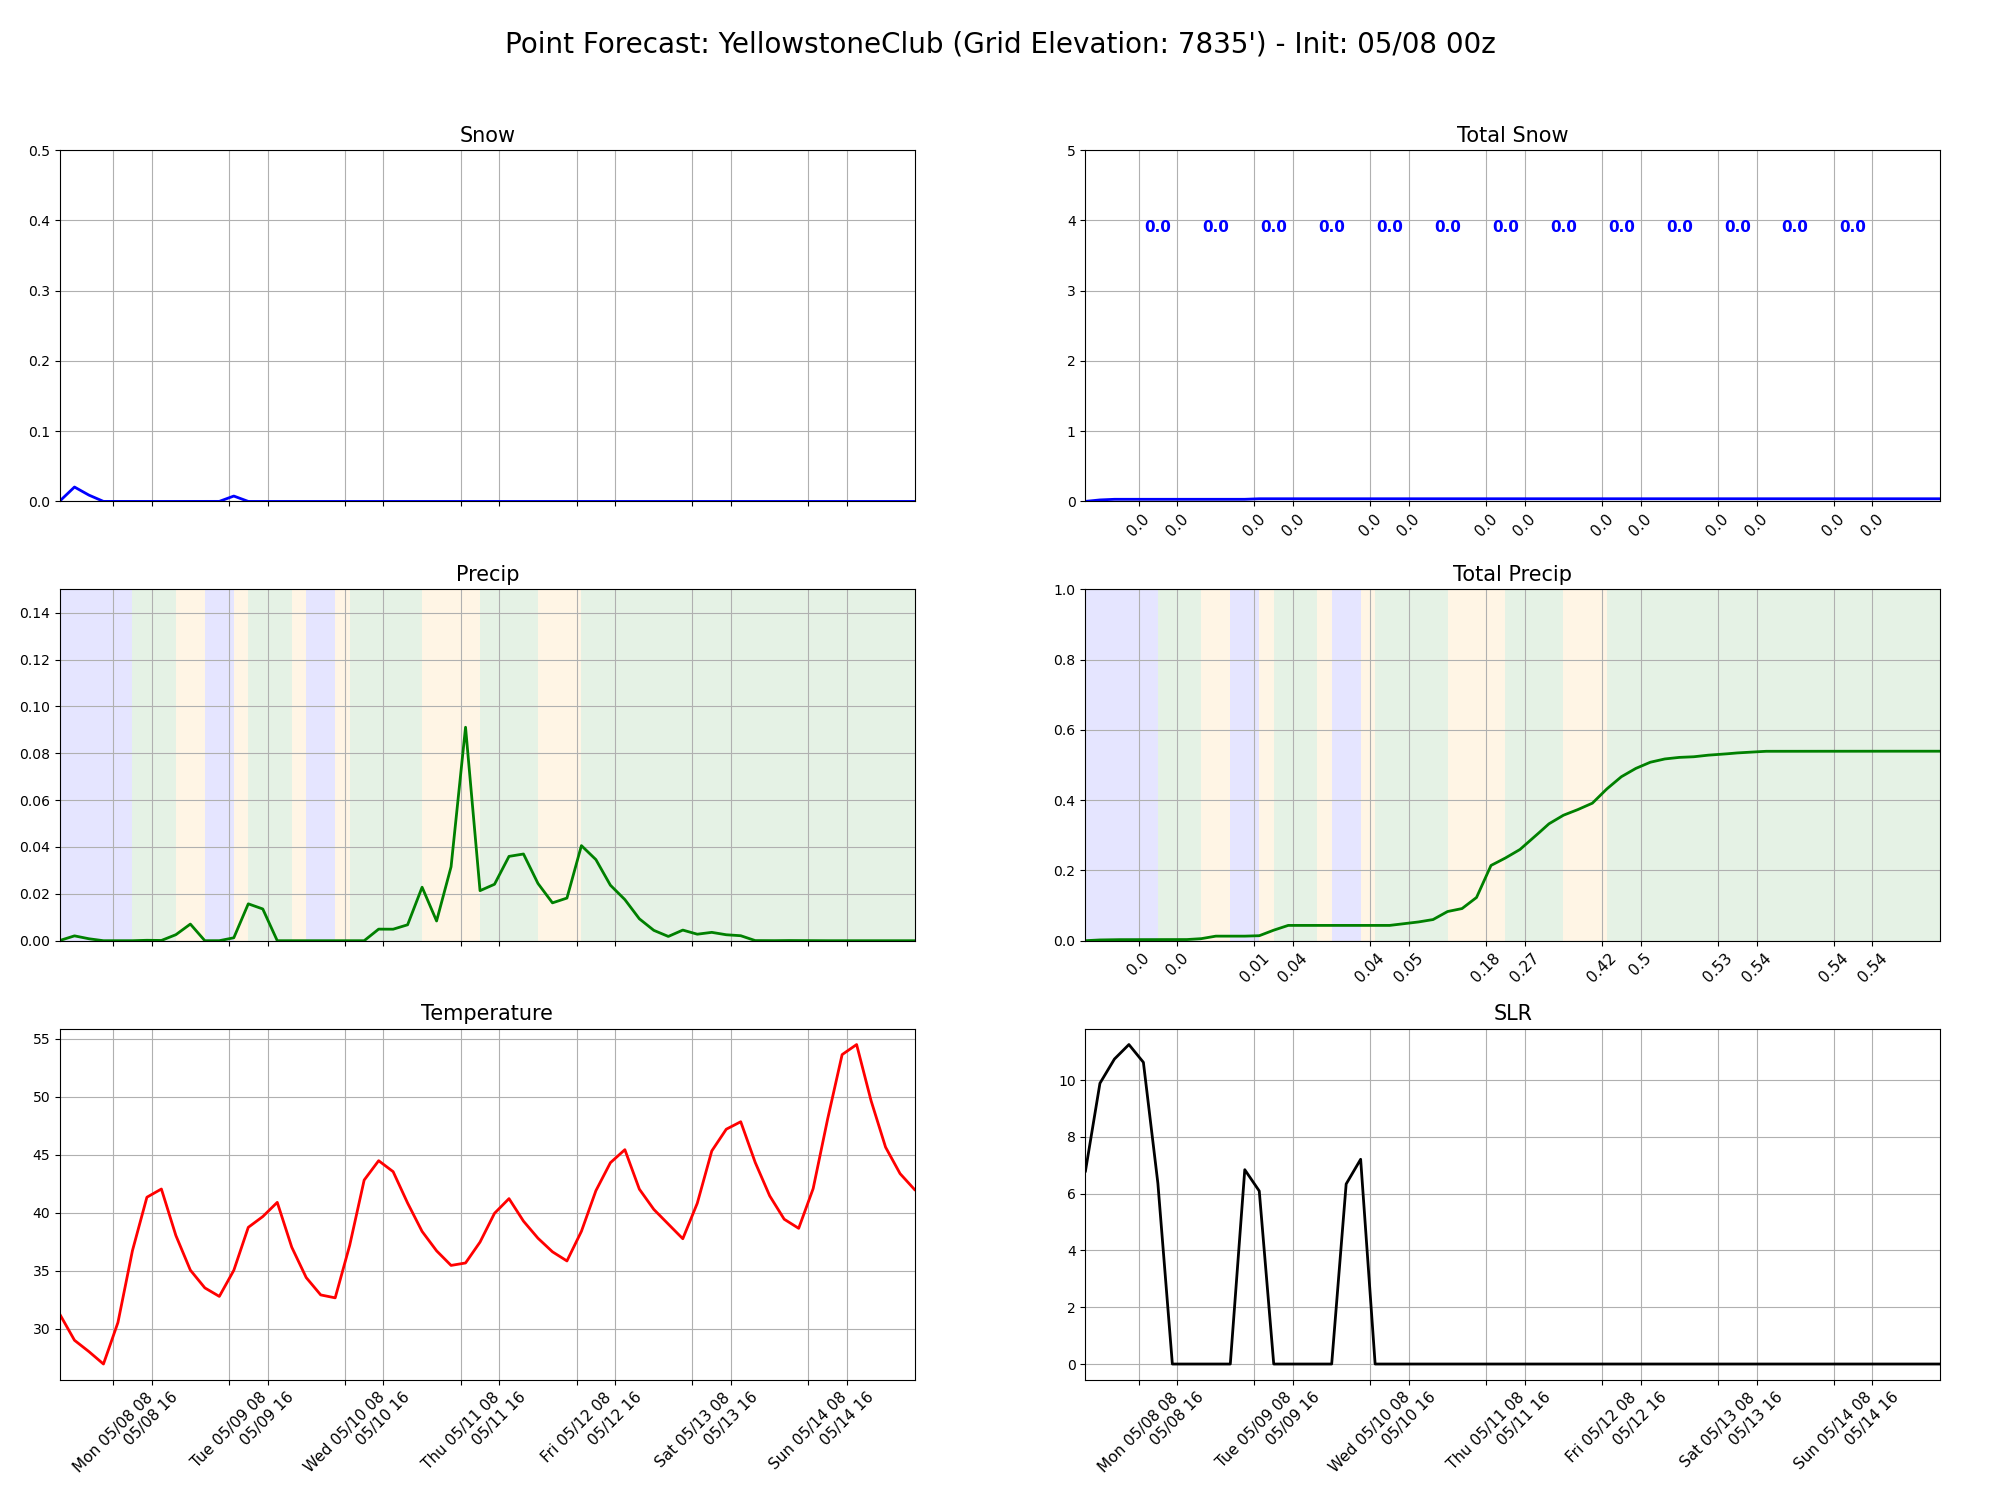 Point Forecast: YellowstoneClub (Grid Elevation: 7835') - Init: 05/08 00z
Snow
0.5
0.4
0.3
0.2
0.1
0.0
Total Snow
5
4
3
2
1
0
0.0 0.0 0.0 0.0 0.0 0.0 0.0 0.0 0.0 0.0 0.0 0.0 0.0
0.0 0.0 0.0 0.0 0.0 0.0 0.0 0.0 0.0 0.0 0.0 0.0 0.0 0.0
Precip
0.14
0.12
0.10
0.08
0.06
0.04
0.02
0.00
Total Precip
1.0
0.8
0.6
0.4
0.2
0.0
0.0 0.0 0.01 0.04 0.04 0.05 0.18 0.27 0.42 0.5 0.53 0.54 0.54 0.54
Temperature
55
50
45
40
35
30
Mon 05/08 08
05/08 16
Tue 05/09 08
05/09 16
Wed 05/10 08
05/10 16
Thu 05/11 08
05/11 16
Fri 05/12 08
05/12 16
Sat 05/13 08
05/13 16
Sun 05/14 08
05/14 16
SLR
10
8
6
4
2
0
Mon 05/08 08
05/08 16
Tue 05/09 08
05/09 16
Wed 05/10 08
05/10 16
Thu 05/11 08
05/11 16
Fri 05/12 08
05/12 16
Sat 05/13 08
05/13 16
Sun 05/14 08
05/14 16